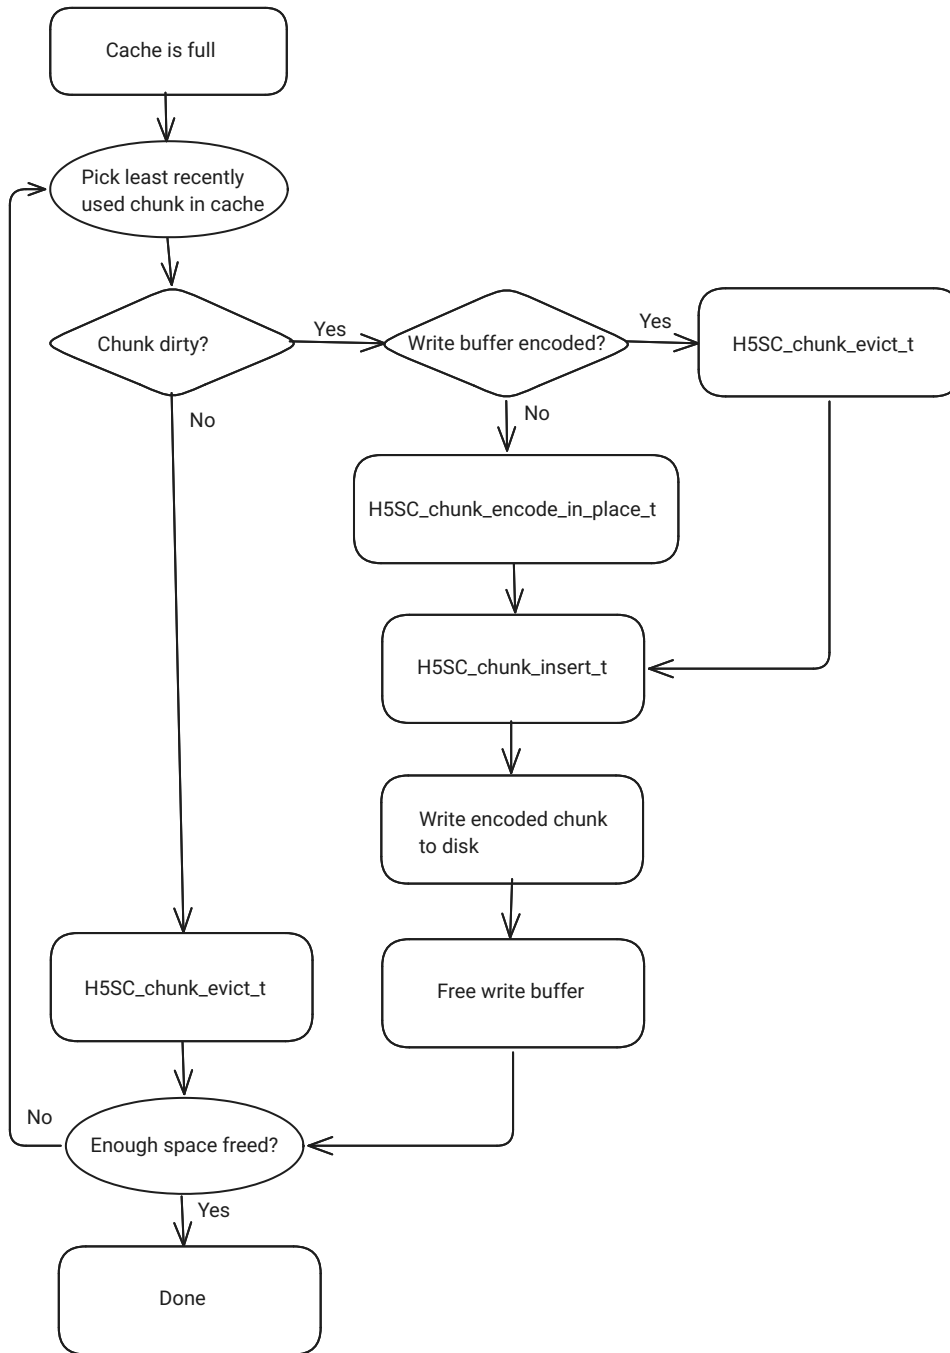 Cache is full
Pick least recently
used chunk in cache
Chunk dirty?
Yes
Write buffer encoded?
Yes
H5SC_chunk_evict_t
No
No
H5SC_chunk_encode_in_place_t
H5SC_chunk_insert_t
Write encoded chunk
to disk
H5SC_chunk_evict_t
Free write buffer
No
Enough space freed?
Yes
Done